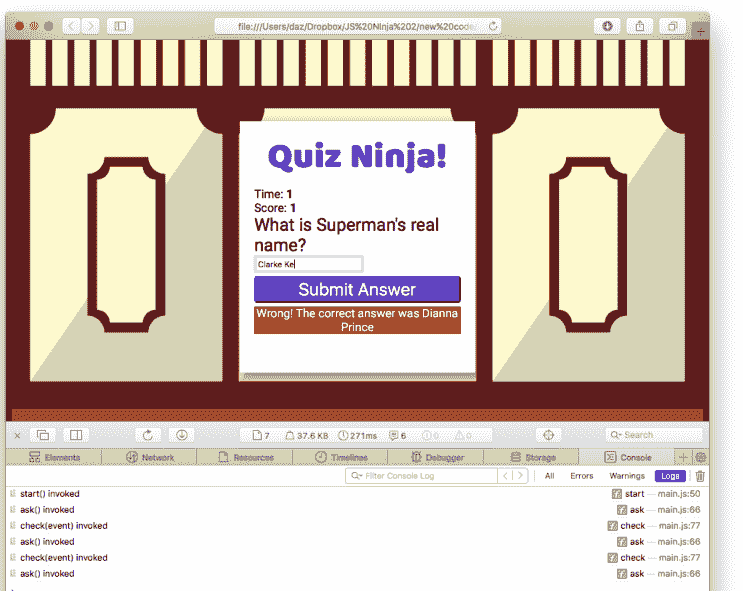 file:///Users/daz/Dropbox/JS%20Ninja%202/new%20code/
Quiz Ninja!
Time: 1
Score: 1
What is Superman's real
name?
Clarke Ke
Submit Answer
Wrong! The correct answer was Dianna
Prince
7 37.6 KB 271ms 6 0 0 Search
Elements Network Resources Timelines Debugger Storage Console
Filter Console Log All Errors Warnings Logs
start() invoked start — main.js:50
ask() invoked ask — main.js:66
check(event) invoked check — main.js:77
ask() invoked ask — main.js:66
check(event) invoked check — main.js:77
ask() invoked ask — main.js:66